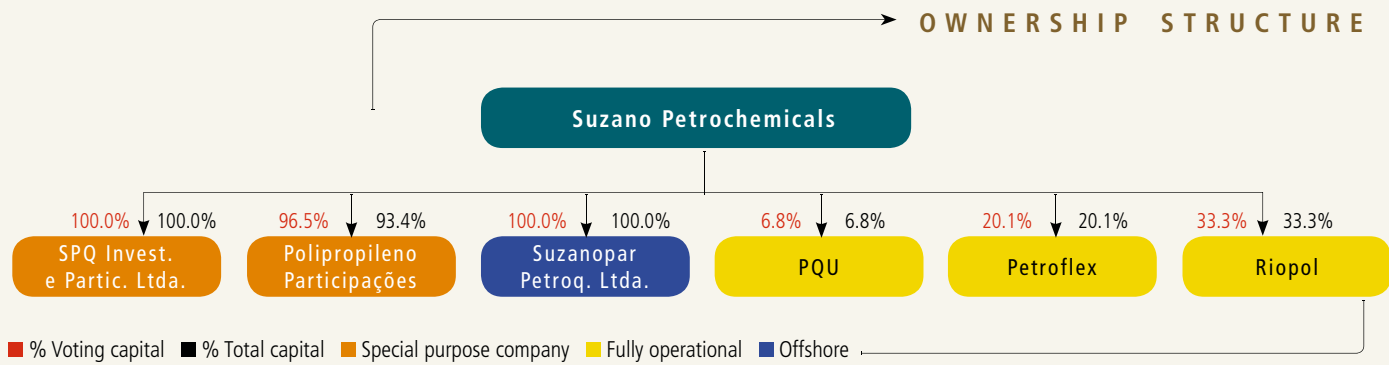 OWNERSHIP STRUCTURE
Suzano Petrochemicals
100.0% 100.0%
96.5% 93.4%
100.0% 100.0%
6.8% 6.8%
20.1% 20.1%
33.3% 33.3%
SPQ Invest.
e Partic. Ltda.
Polipropileno
Participações
Suzanopar
Petroq. Ltda.
PQU
Petroflex
Riopol
% Voting capital % Total capital Special purpose company Fully operational Offshore